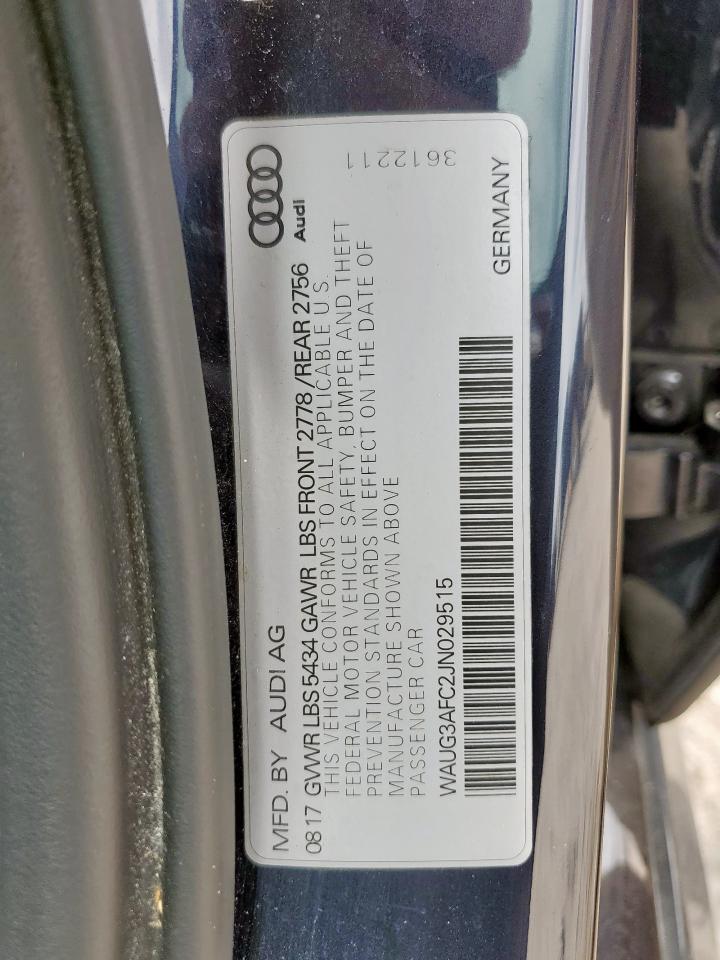 MFD. BY AUDI AG
Audi
0817 GVWR LBS 5434 GAWR LBS FRONT 2778 /REAR 2756
THIS VEHICLE CONFORMS TO ALL APPLICABLE U.S.
FEDERAL MOTOR VEHICLE SAFETY, BUMPER AND THEFT
PREVENTION STANDARDS IN EFFECT ON THE DATE OF
MANUFACTURE SHOWN ABOVE
PASSENGER CAR
3612211
WAUG3AFC2JN029515
GERMANY